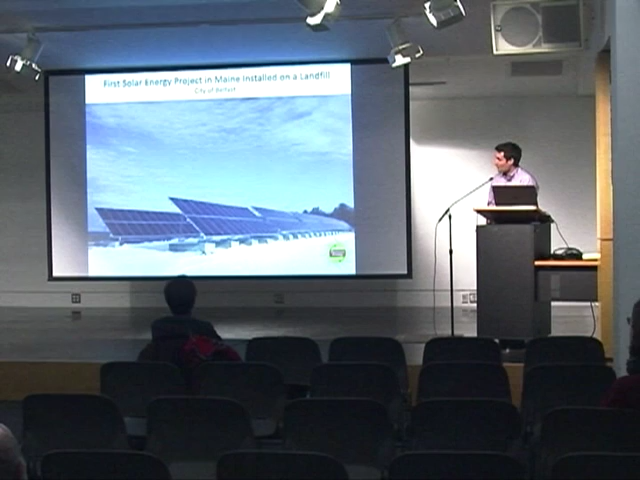 First Solar Energy Project in Maine Installed on a Landfill
City of Belfast